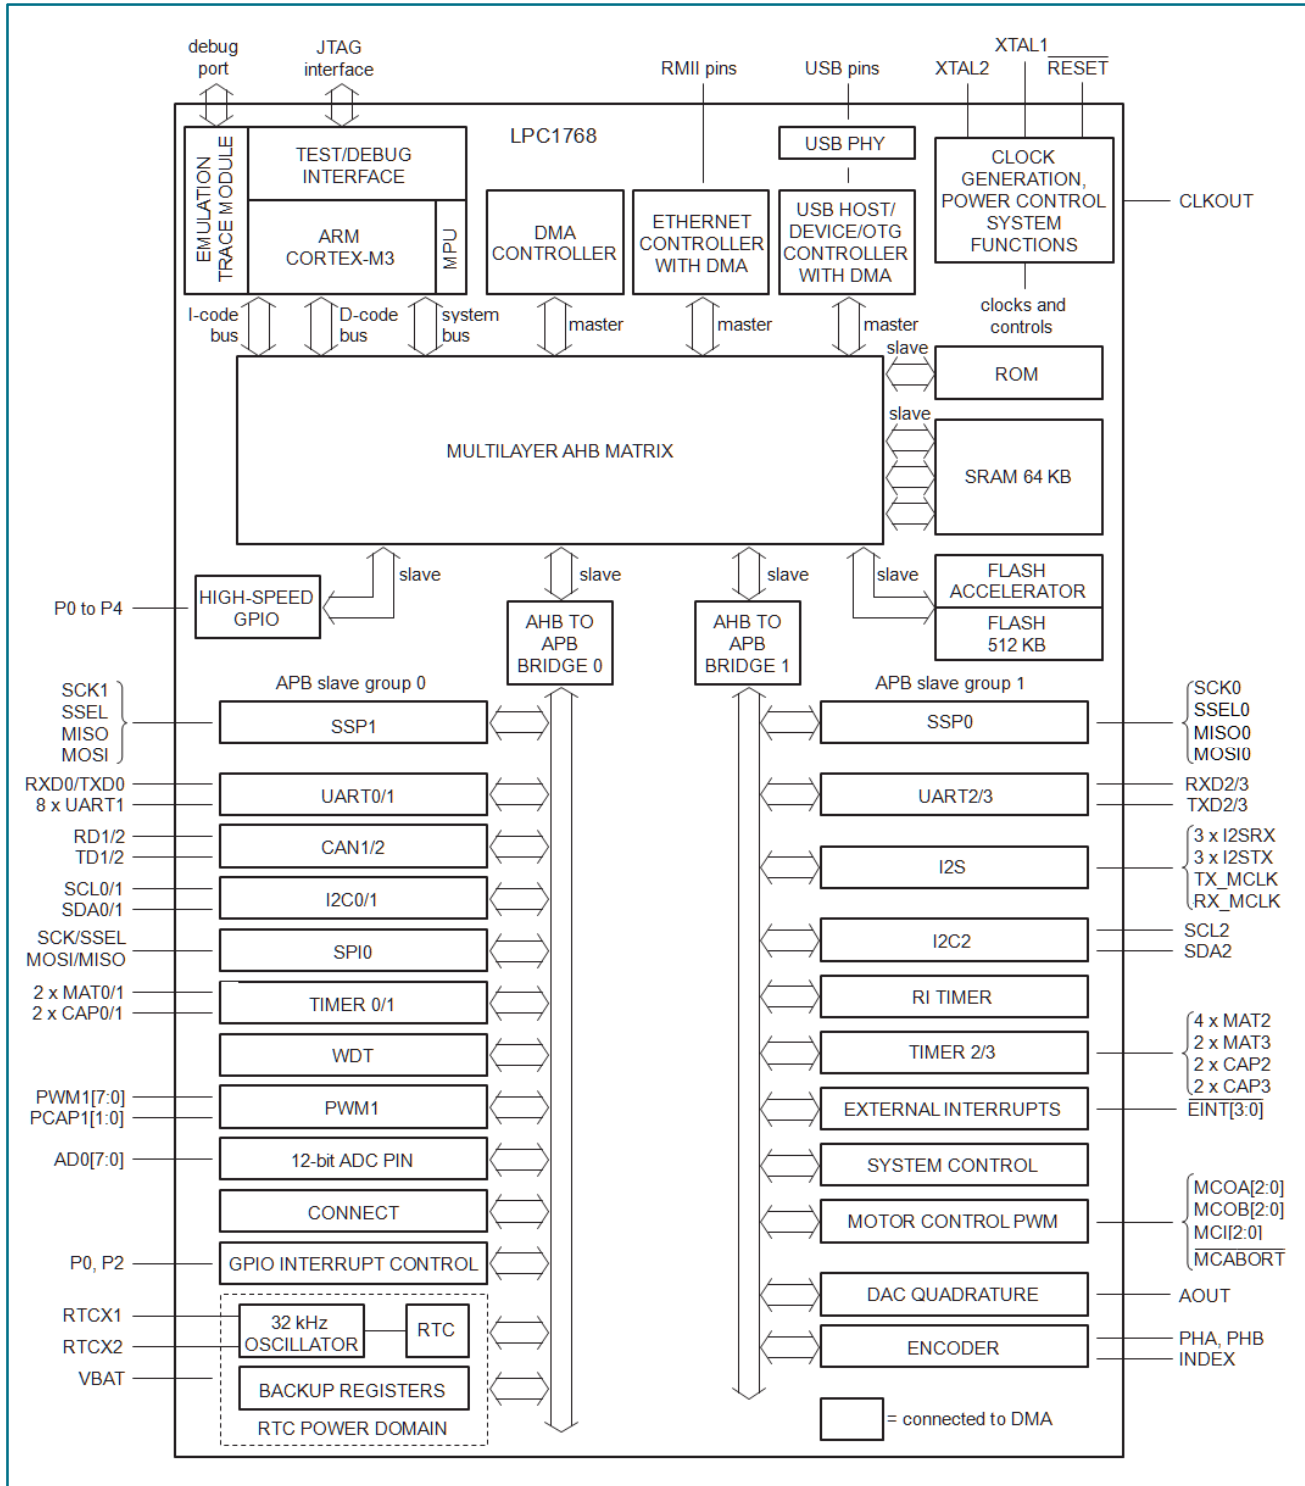 debug
port
JTAG
interface
RMII pins
USB pins
XTAL1
XTAL2
RESET
LPC1768
EMULATION
TRACE MODULE
TEST/DEBUG
INTERFACE
ARM
CORTEX-M3
MPU
DMA
CONTROLLER
ETHERNET
CONTROLLER
WITH DMA
USB PHY
USB HOST/
DEVICE/OTG
CONTROLLER
WITH DMA
CLOCK
GENERATION,
POWER CONTROL
SYSTEM
FUNCTIONS
CLKOUT
I-code
bus
D-code
bus
system
bus
master
master
master
clocks and
controls
slave
ROM
slave
SRAM 64 KB
MULTILAYER AHB MATRIX
slave
slave
slave
slave
P0 to P4
HIGH-SPEED
GPIO
AHB TO
APB
BRIDGE 0
AHB TO
APB
BRIDGE 1
FLASH
ACCELERATOR
FLASH
512 KB
APB slave group 0
APB slave group 1
SCK1
SSEL
MISO
MOSI
SSP1
SSP0
SCK0
SSEL0
MISO0
MOSI0
RXD0/TXD0
8 x UART1
UART0/1
UART2/3
RXD2/3
TXD2/3
RD1/2
TD1/2
CAN1/2
I2S
3 x I2SRX
3 x I2STX
TX_MCLK
RX_MCLK
SCL0/1
SDA0/1
I2C0/1
I2C2
SCL2
SDA2
SCK/SSEL
MOSI/MISO
SPI0
RI TIMER
2 x MAT0/1
2 x CAP0/1
TIMER 0/1
TIMER 2/3
4 x MAT2
2 x MAT3
2 x CAP2
2 x CAP3
WDT
PWM1[7:0]
PCAP1[1:0]
PWM1
EXTERNAL INTERRUPTS
EINT[3:0]
AD0[7:0]
12-bit ADC PIN
SYSTEM CONTROL
CONNECT
MOTOR CONTROL PWM
MCOA[2:0]
MCOB[2:0]
MCI[2:0]
MCABORT
P0, P2
GPIO INTERRUPT CONTROL
DAC QUADRATURE
AOUT
RTCX1
RTCX2
32 kHz
OSCILLATOR
RTC
ENCODER
PHA, PHB
INDEX
VBAT
BACKUP REGISTERS
RTC POWER DOMAIN
= connected to DMA